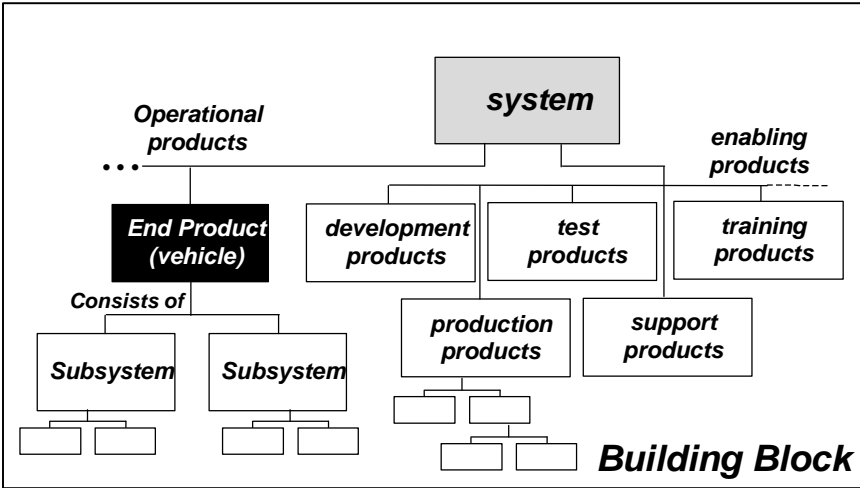 system
Operational
products
enabling
products
• • •
End Product
(vehicle)
development
products
test
products
training
products
Consists of
production
products
support
products
Subsystem
Subsystem
Building Block